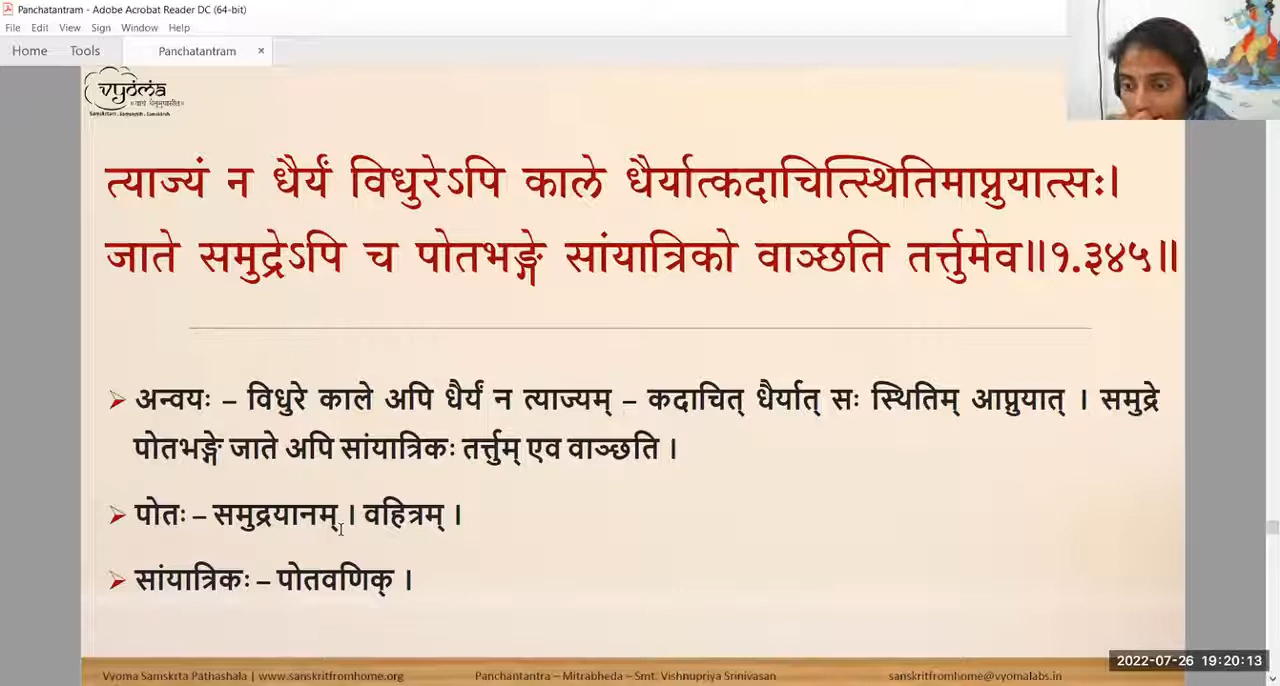 Panchatantram - Adobe Acrobat Reader DC (64-bit)
File Edit View Sign Window Help
Home Tools Panchatantram ×
vyoma
॥ वाचं धेनुमुपासीत॥
त्याज्यं न धैर्यं विधुरेऽपि काले धैर्यात्कदाचित्स्थितिमाप्नुयात्सः।
जाते समुद्रेऽपि च पोतभङ्गे सांयात्रिको वाञ्छति तर्त्तुमेव॥१.३४५॥
➢ अन्वयः – विधुरे काले अपि धैर्यं न त्याज्यम् – कदाचित् धैर्यात् सः स्थितिम् आप्नुयात् । समुद्रे
पोतभङ्गे जाते अपि सांयात्रिकः तर्त्तुम् एव वाञ्छति ।
➢ पोतः – समुद्रयानम् । वहित्रम् ।
➢ सांयात्रिकः – पोतवणिक् ।
2022-07-26 19:20:13
Vyoma Samskrta Pathashala | www.sanskritfromhome.org Panchatantra – Mitrabheda – Smt. Vishnupriya Srinivasan sanskritfromhome@vyomalabs.in